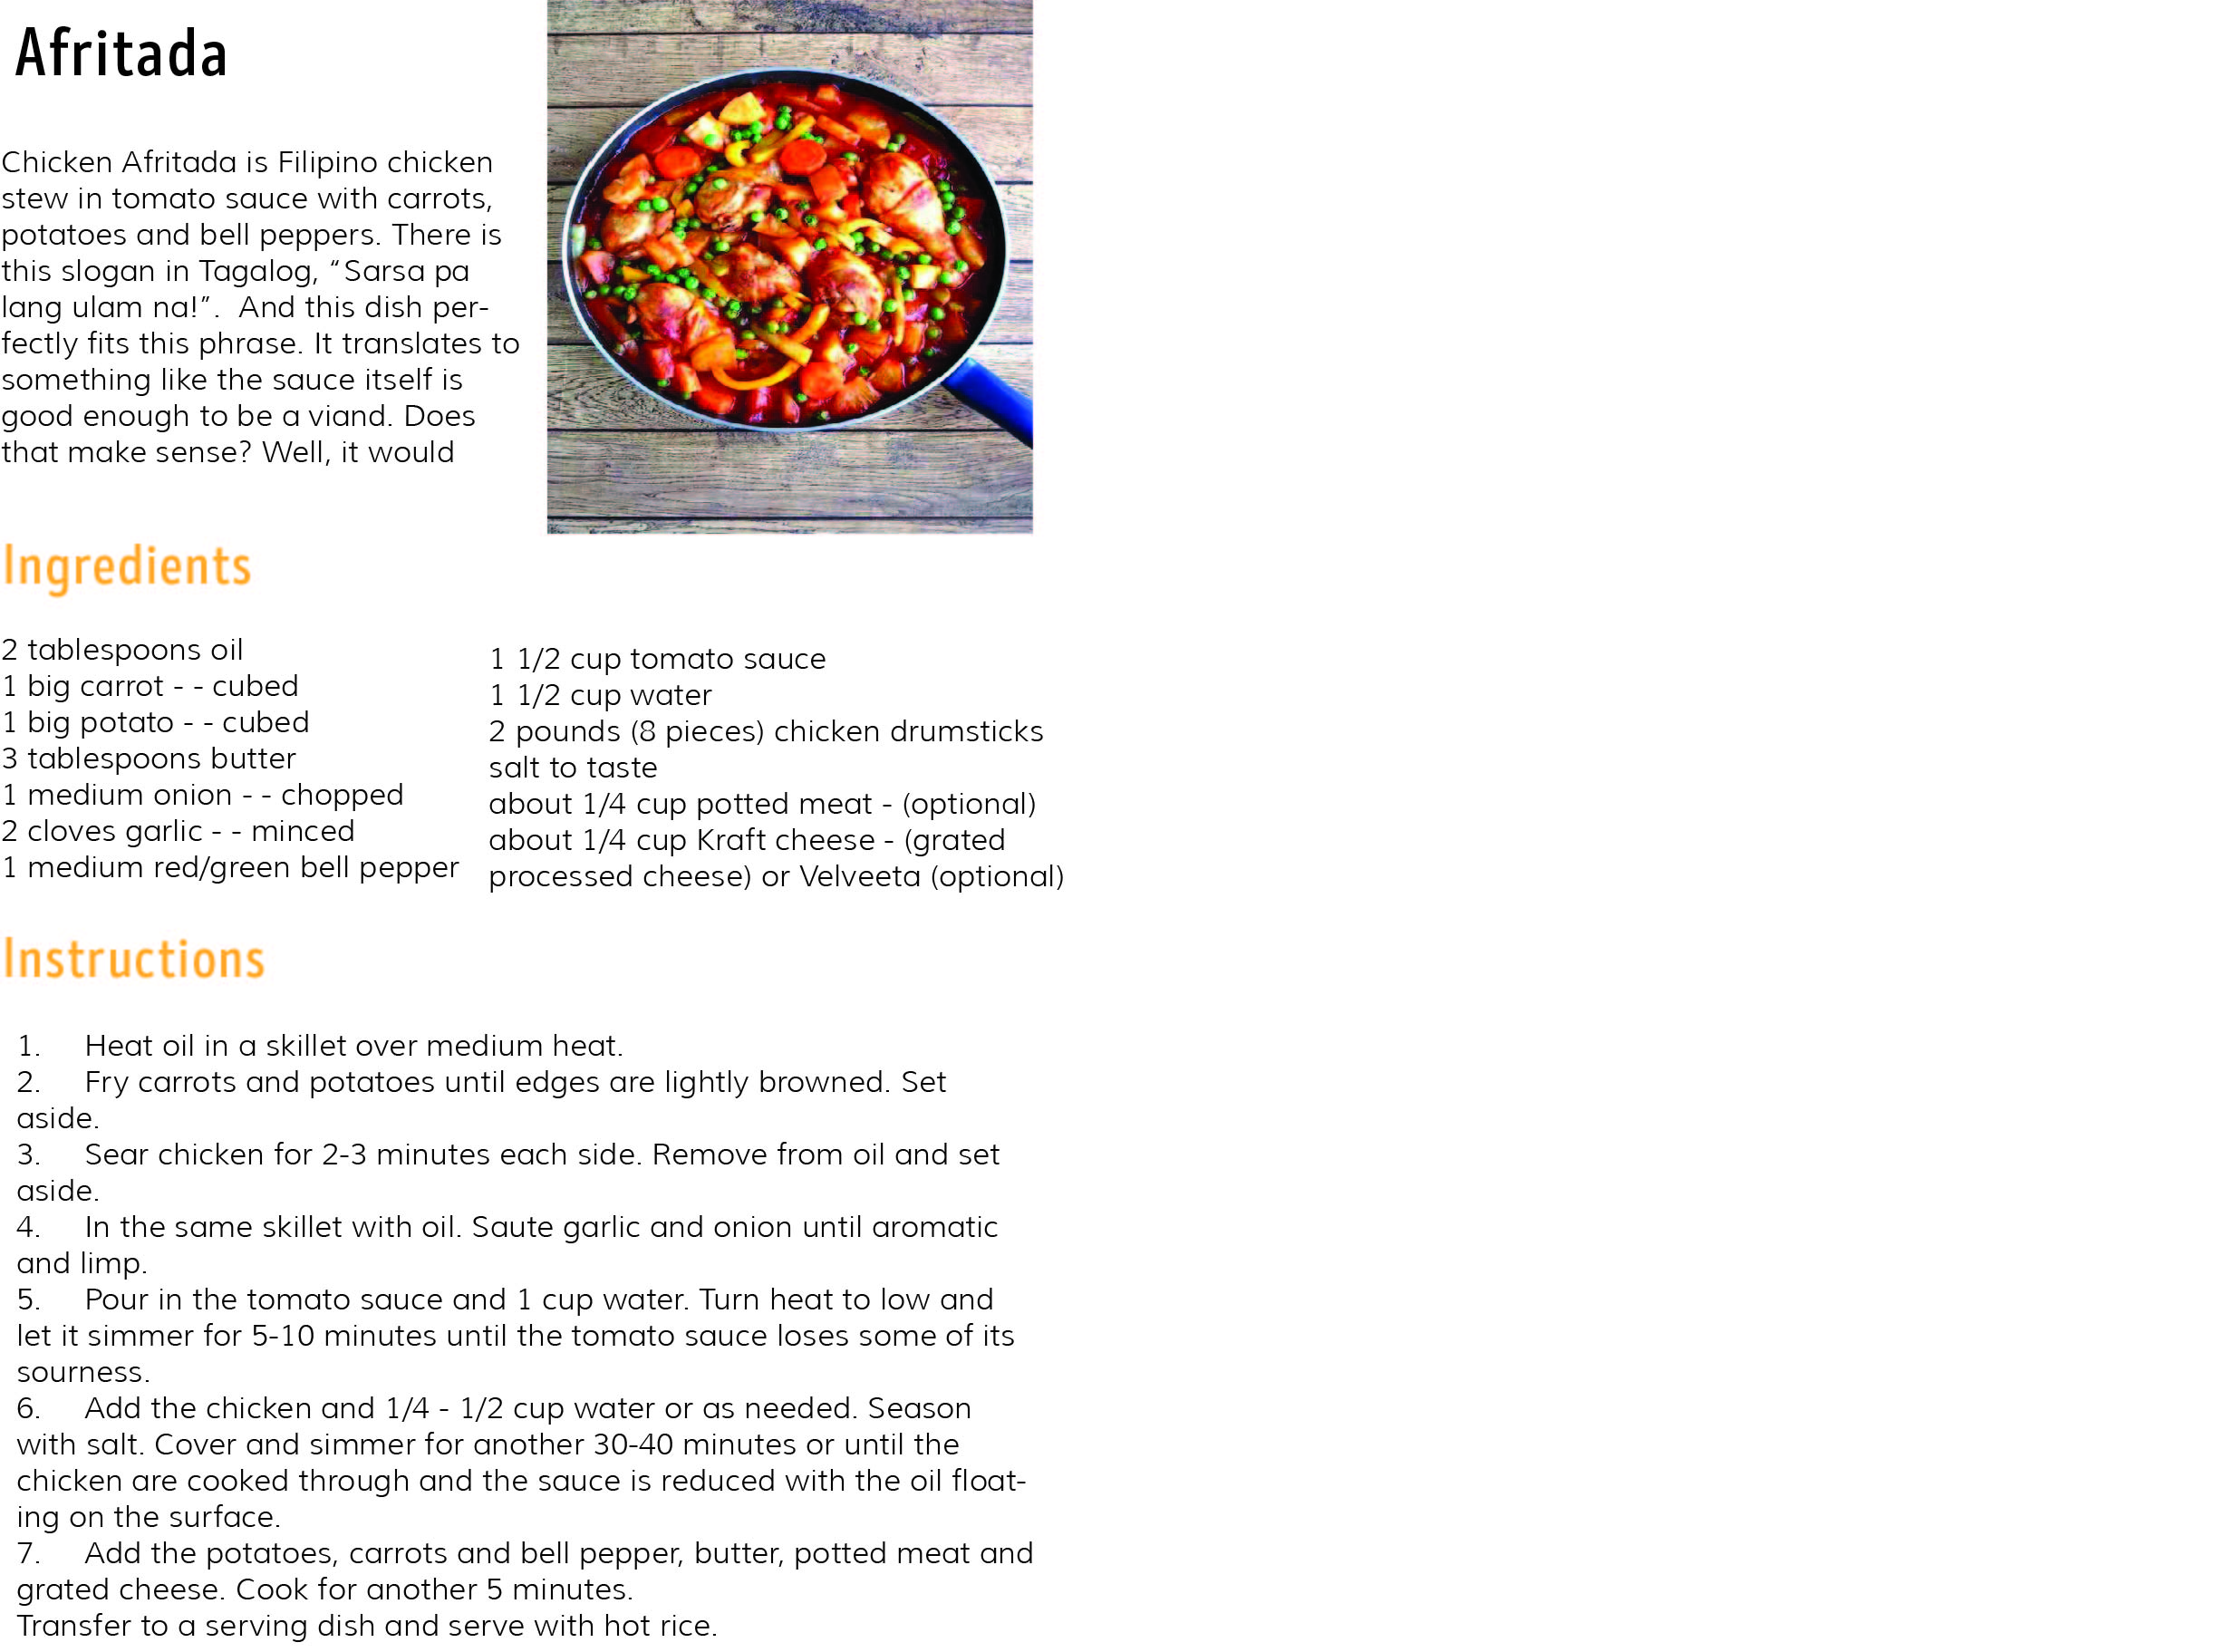 Afritada
Chicken Afritada is Filipino chicken
stew in tomato sauce with carrots,
potatoes and bell peppers. There is
this slogan in Tagalog, “Sarsa pa
lang ulam na!”.  And this dish per-
fectly fits this phrase. It translates to
something like the sauce itself is
good enough to be a viand. Does
that make sense? Well, it would
Ingredients
2 tablespoons oil
1 big carrot - - cubed
1 big potato - - cubed
3 tablespoons butter
1 medium onion - - chopped
2 cloves garlic - - minced
1 medium red/green bell pepper
1 1/2 cup tomato sauce
1 1/2 cup water
2 pounds (8 pieces) chicken drumsticks
salt to taste
about 1/4 cup potted meat - (optional)
about 1/4 cup Kraft cheese - (grated
processed cheese) or Velveeta (optional)
Instructions
1. Heat oil in a skillet over medium heat.
2. Fry carrots and potatoes until edges are lightly browned. Set
aside.
3. Sear chicken for 2-3 minutes each side. Remove from oil and set
aside.
4. In the same skillet with oil. Saute garlic and onion until aromatic
and limp.
5. Pour in the tomato sauce and 1 cup water. Turn heat to low and
let it simmer for 5-10 minutes until the tomato sauce loses some of its
sourness.
6. Add the chicken and 1/4 - 1/2 cup water or as needed. Season
with salt. Cover and simmer for another 30-40 minutes or until the
chicken are cooked through and the sauce is reduced with the oil float-
ing on the surface.
7. Add the potatoes, carrots and bell pepper, butter, potted meat and
grated cheese. Cook for another 5 minutes.
Transfer to a serving dish and serve with hot rice.